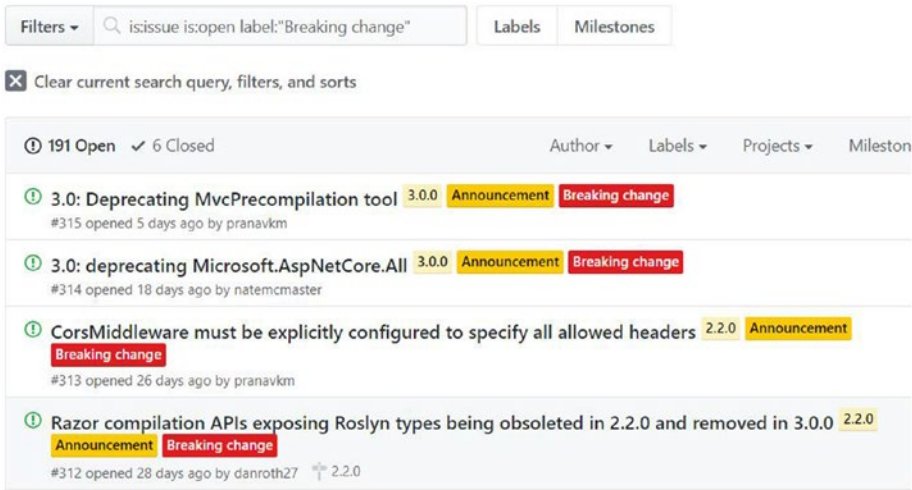 Filters is:issue is:open label:"Breaking change" Labels Milestones
Clear current search query, filters, and sorts
191 Open 6 Closed Author Labels Projects Mileston
3.0: Deprecating MvcPrecompilation tool 3.0.0 Announcement Breaking change
#315 opened 5 days ago by pranavkm
3.0: deprecating Microsoft.AspNetCore.All 3.0.0 Announcement Breaking change
#314 opened 18 days ago by natemcmaster
CorsMiddleware must be explicitly configured to specify all allowed headers 2.2.0 Announcement
Breaking change
#313 opened 26 days ago by pranavkm
Razor compilation APIs exposing Roslyn types being obsoleted in 2.2.0 and removed in 3.0.0 2.2.0
Announcement Breaking change
#312 opened 28 days ago by danroth27 2.2.0